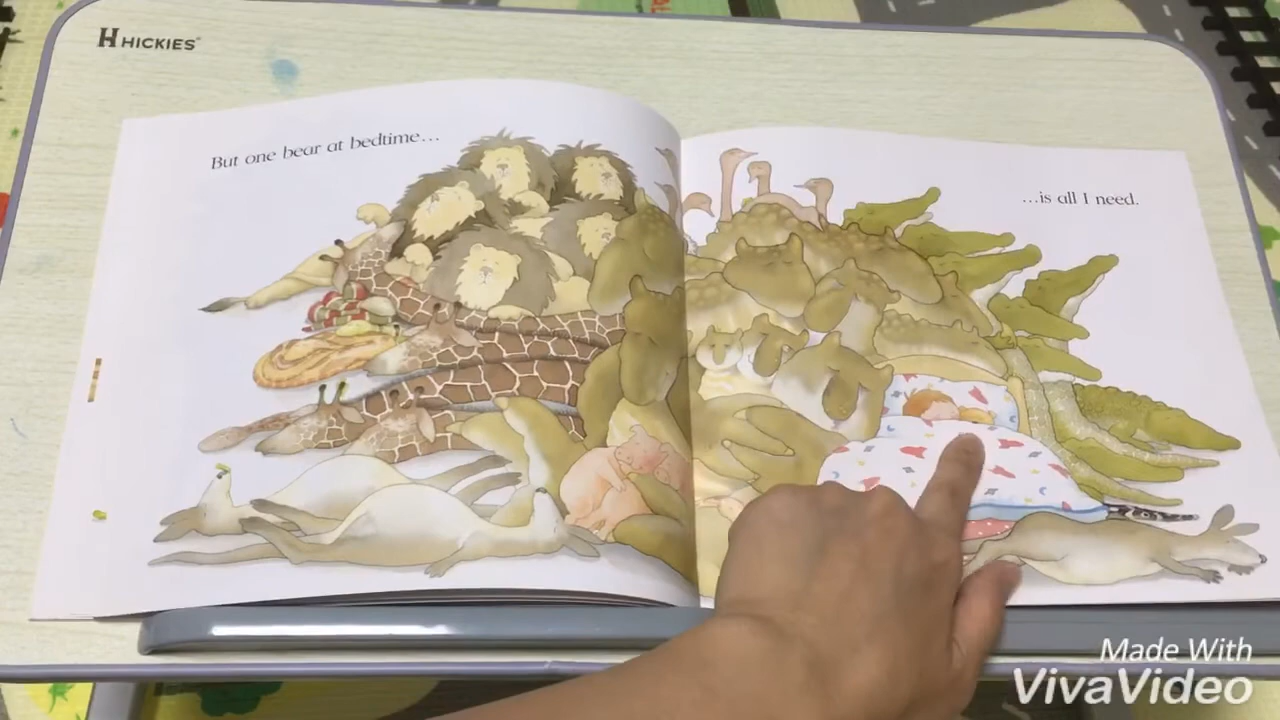 H HICKIES
But one bear at bedtime...
...is all I need.
Made With
VivaVideo